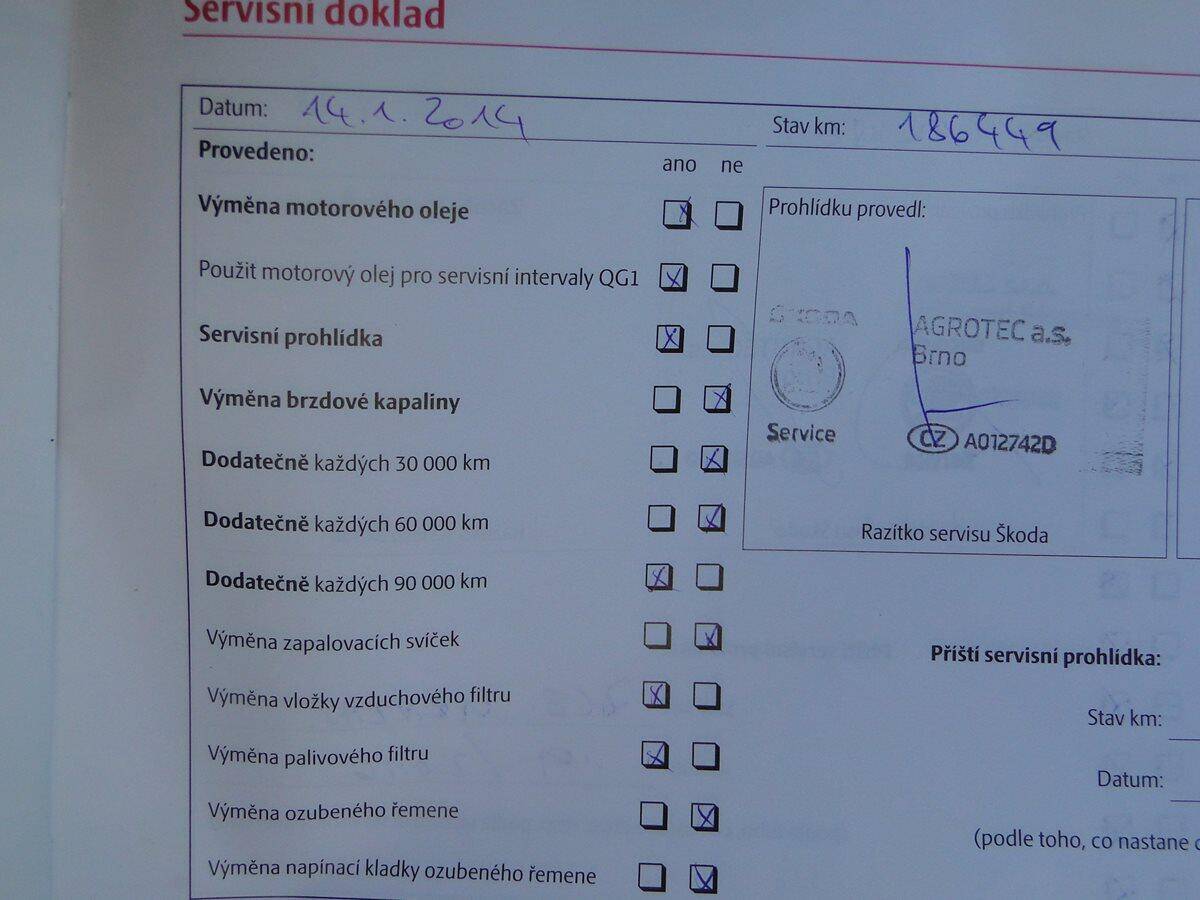 Servisní doklad
Datum: 14.1.2014
Stav km: 186449
Provedeno:
ano ne
Výměna motorového oleje
Použit motorový olej pro servisní intervaly QG1
Servisní prohlídka
Výměna brzdové kapaliny
Dodatečně každých 30 000 km
Dodatečně každých 60 000 km
Dodatečně každých 90 000 km
Výměna zapalovacích svíček
Výměna vložky vzduchového filtru
Výměna palivového filtru
Výměna ozubeného řemene
Výměna napínací kladky ozubeného řemene
Prohlídku provedl:
ŠKODA
Service
AGROTEC a.s.
Brno
CZ A012742D
Razítko servisu Škoda
Příští servisní prohlídka:
Stav km:
Datum:
(podle toho, co nastane